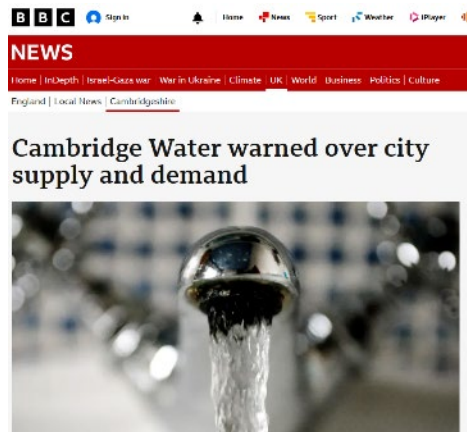 BBC Sign in Home News Sport Weather iPlayer
NEWS
Home | InDepth | Israel-Gaza war War in Ukraine | Climate | UK | World Business Politics | Culture
England | Local News | Cambridgeshire
Cambridge Water warned over city
supply and demand